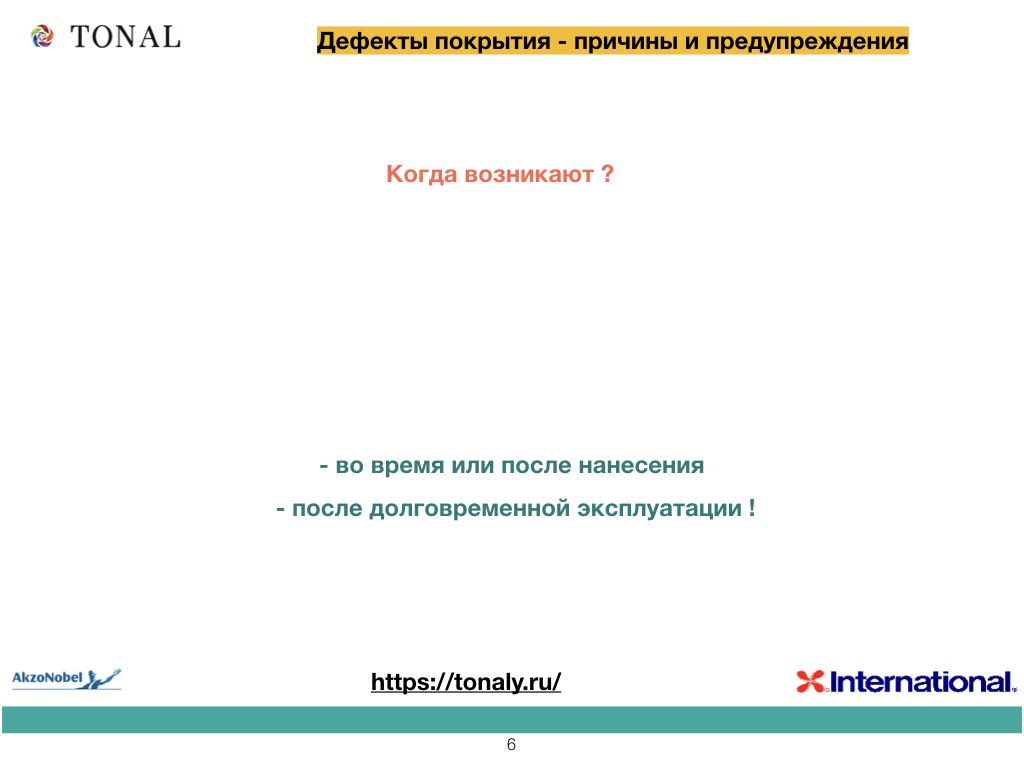 TONAL
Дефекты покрытия - причины и предупреждения
Когда возникают ?
- во время или после нанесения
- после долговременной эксплуатации !
AkzoNobel
https://tonaly.ru/
International
6